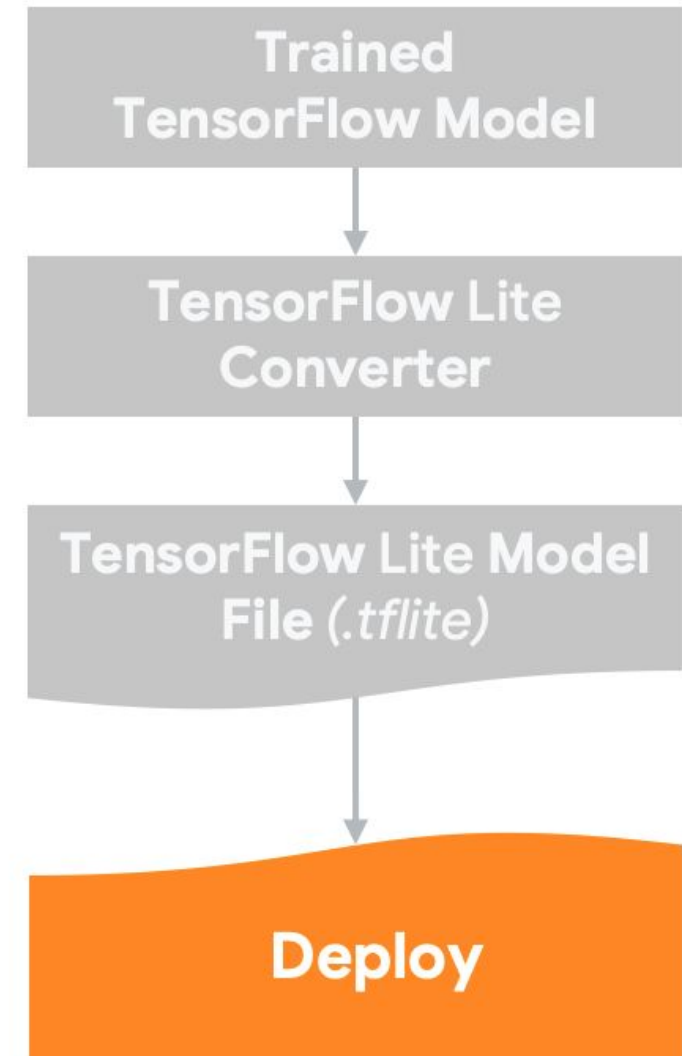 Trained
TensorFlow Model
TensorFlow Lite
Converter
TensorFlow Lite Model
File (.tflite)
Deploy